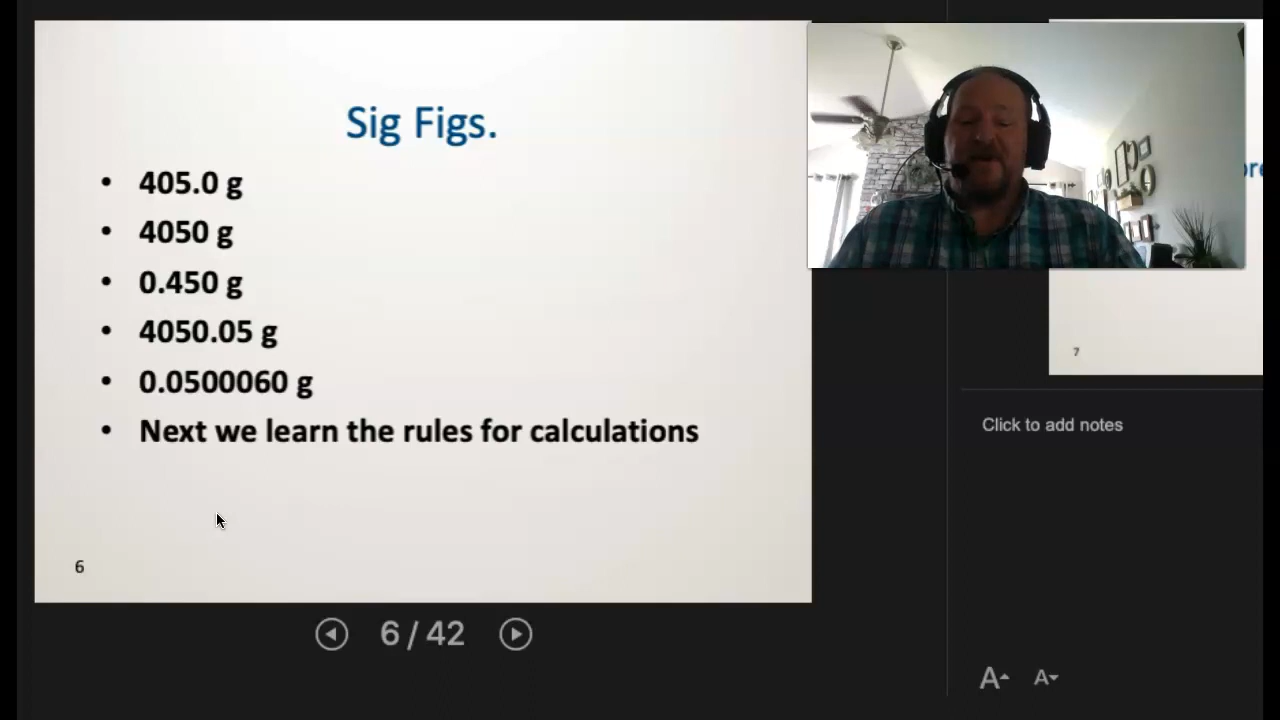 Sig Figs.
• 405.0 g
• 4050 g
• 0.450 g
• 4050.05 g
• 0.0500060 g
• Next we learn the rules for calculations
6
6 / 42
7
Click to add notes
A
A